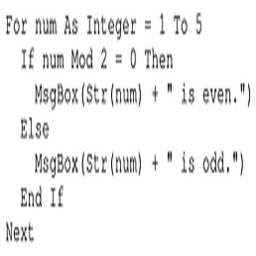 For num As Integer = 1 To 5
  If num Mod 2 = 0 Then
    MsgBox(Str(num) + " is even.")
  Else
    MsgBox(Str(num) + " is odd.")
  End If
Next